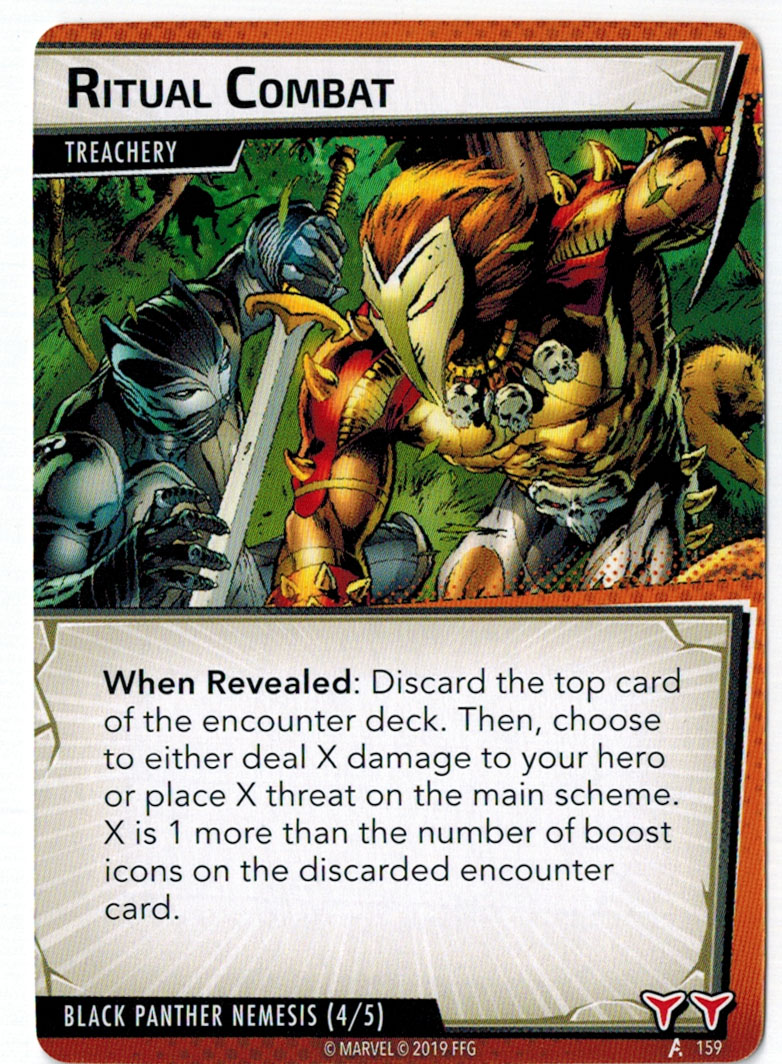 RITUAL COMBAT
TREACHERY
When Revealed: Discard the top card
of the encounter deck. Then, choose
to either deal X damage to your hero
or place X threat on the main scheme.
X is 1 more than the number of boost
icons on the discarded encounter
card.
BLACK PANTHER NEMESIS (4/5)
© MARVEL © 2019 FFG
159